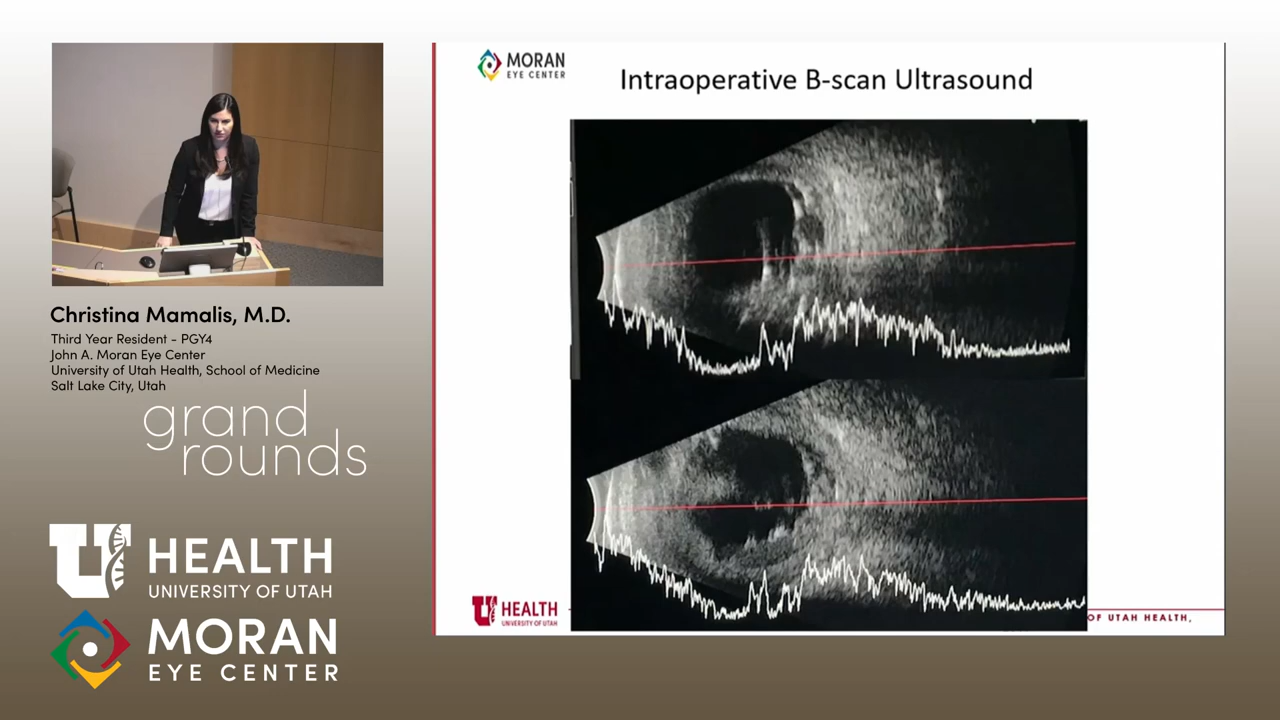 MORAN
EYE CENTER
Intraoperative B-scan Ultrasound
Christina Mamalis, M.D.
Third Year Resident - PGY4
John A. Moran Eye Center
University of Utah Health, School of Medicine
Salt Lake City, Utah
grand
rounds
U HEALTH
UNIVERSITY OF UTAH
MORAN
EYE CENTER
U HEALTH
UNIVERSITY OF UTAH
OF UTAH HEALTH,